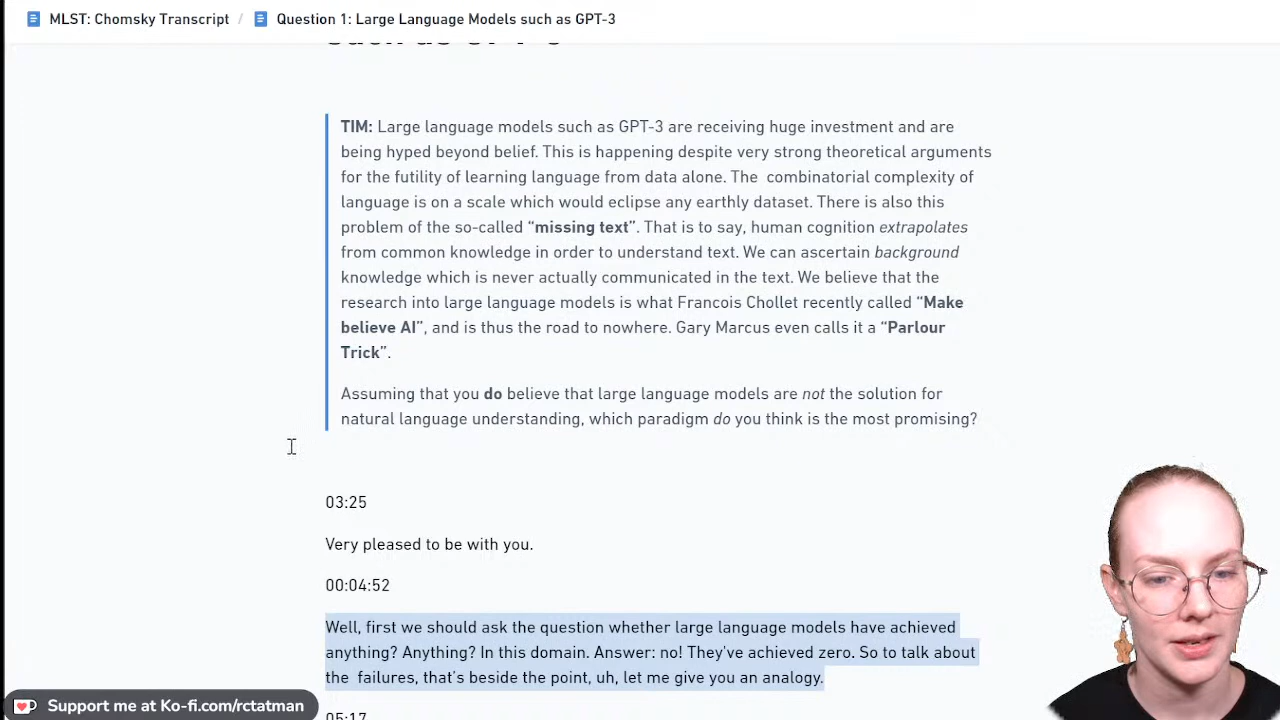 MLST: Chomsky Transcript / Question 1: Large Language Models such as GPT-3
TIM: Large language models such as GPT-3 are receiving huge investment and are
being hyped beyond belief. This is happening despite very strong theoretical arguments
for the futility of learning language from data alone. The  combinatorial complexity of
language is on a scale which would eclipse any earthly dataset. There is also this
problem of the so-called “missing text”. That is to say, human cognition extrapolates
from common knowledge in order to understand text. We can ascertain background
knowledge which is never actually communicated in the text. We believe that the
research into large language models is what Francois Chollet recently called “Make
believe AI”, and is thus the road to nowhere. Gary Marcus even calls it a “Parlour
Trick”.
Assuming that you do believe that large language models are not the solution for
natural language understanding, which paradigm do you think is the most promising?
03:25
Very pleased to be with you.
00:04:52
Well, first we should ask the question whether large language models have achieved
anything? Anything? In this domain. Answer: no! They've achieved zero. So to talk about
the  failures, that's beside the point, uh, let me give you an analogy.
Support me at Ko-fi.com/rctatman
05:17